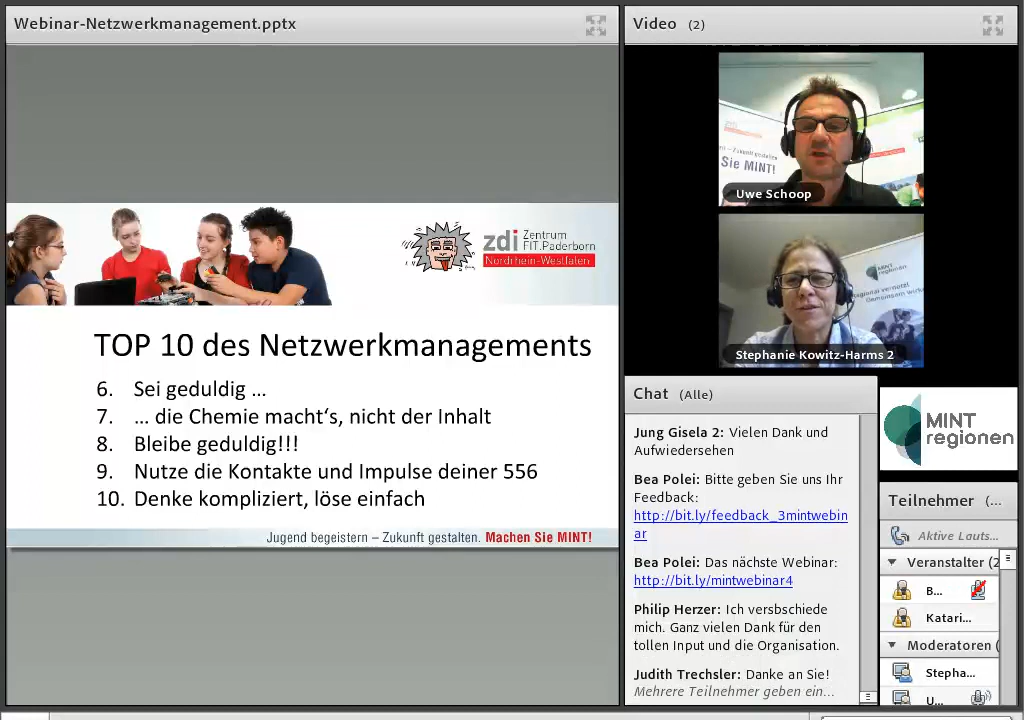 Webinar-Netzwerkmanagement.pptx
zdi Zentrum
FIT.Paderborn
Nordrhein-Westfalen
TOP 10 des Netzwerkmanagements
6. Sei geduldig ...
7. ... die Chemie macht‘s, nicht der Inhalt
8. Bleibe geduldig!!!
9. Nutze die Kontakte und Impulse deiner 556
10. Denke kompliziert, löse einfach
Jugend begeistern – Zukunft gestalten. Machen Sie MINT!
Video (2)
Sie MINT!
Uwe Schoop
MINT
regionen
Stephanie Kowitz-Harms 2
Chat (Alle)
Jung Gisela 2: Vielen Dank und
Aufwiedersehen
Bea Polei: Bitte geben Sie uns Ihr
Feedback:
http://bit.ly/feedback_3mintwebin
ar
Bea Polei: Das nächste Webinar:
http://bit.ly/mintwebinar4
Philip Herzer: Ich versbschiede
mich. Ganz vielen Dank für den
tollen Input und die Organisation.
Judith Trechsler: Danke an Sie!
Mehrere Teilnehmer geben ein...
MINT
regionen
Teilnehmer (...
Aktive Lauts...
Veranstalter (2
B...
Katari...
Moderatoren (
Stepha...
U...